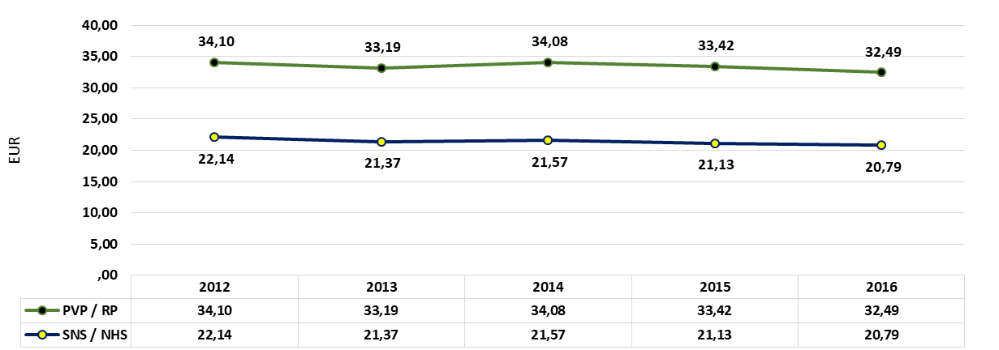 40,00
35,00
30,00
25,00
20,00
15,00
10,00
5,00
,00
EUR
34,10 33,19 34,08 33,42 32,49
22,14 21,37 21,57 21,13 20,79
2012 2013 2014 2015 2016
PVP / RP 34,10 33,19 34,08 33,42 32,49
SNS / NHS 22,14 21,37 21,57 21,13 20,79